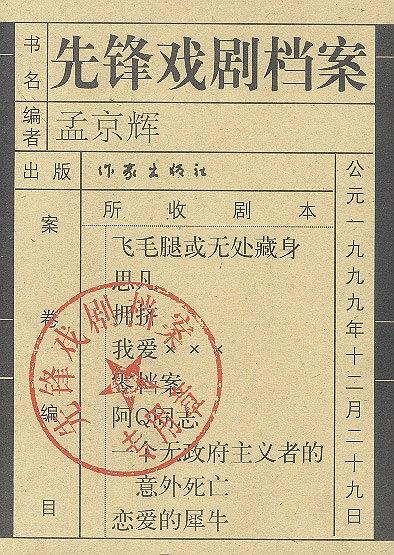 书名
先锋戏剧档案
编者
孟京辉
出版
作家出版社
公元一九九九年十二月二十九日
案卷编目
所收剧本
飞毛腿或无处藏身
思凡
拥挤
我爱×××
零档案
阿Q同志
一个无政府主义者的
意外死亡
恋爱的犀牛
先锋戏剧档案